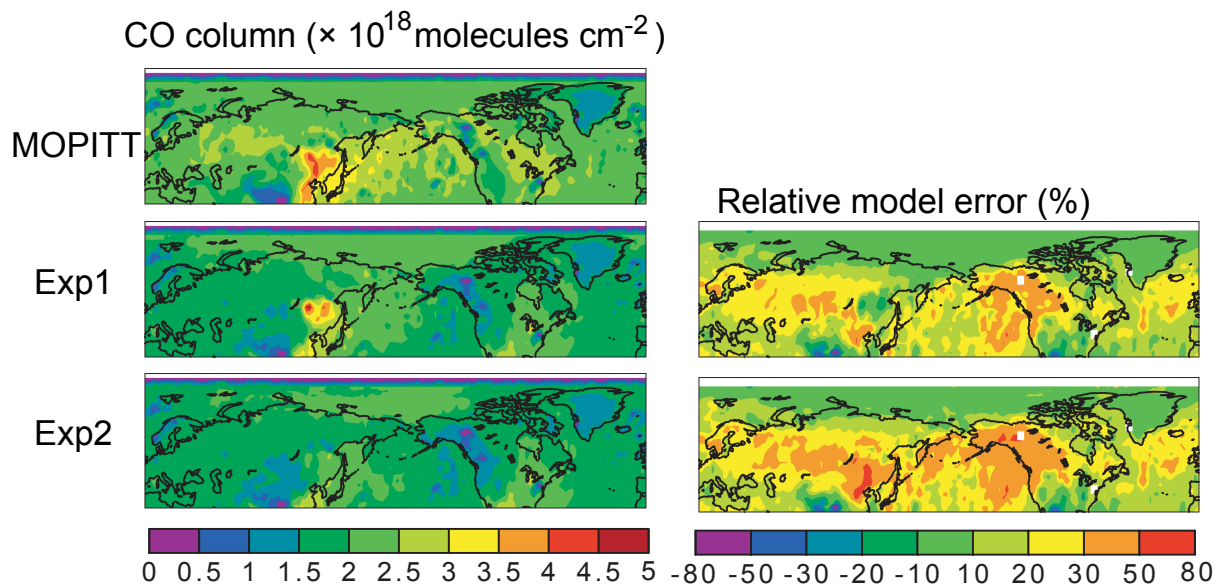 CO column (× 10^18 molecules cm^-2 )
MOPITT
Relative model error (%)
Exp1
Exp2
0 0.5 1 1.5 2 2.5 3 3.5 4 4.5 5
-80 -50 -30 -20 -10 10 20 30 50 80